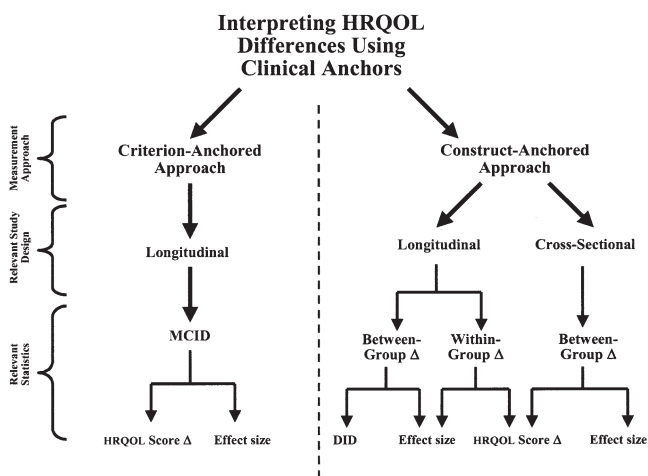 Interpreting HRQOL
Differences Using
Clinical Anchors
Measurement
Approach
Criterion-Anchored
Approach
Construct-Anchored
Approach
Relevant Study
Design
Longitudinal
Longitudinal
Cross-Sectional
Relevant
Statistics
MCID
Between-
Group Δ
Within-
Group Δ
Between-
Group Δ
HRQOL Score Δ
Effect size
DID
Effect size
HRQOL Score Δ
Effect size